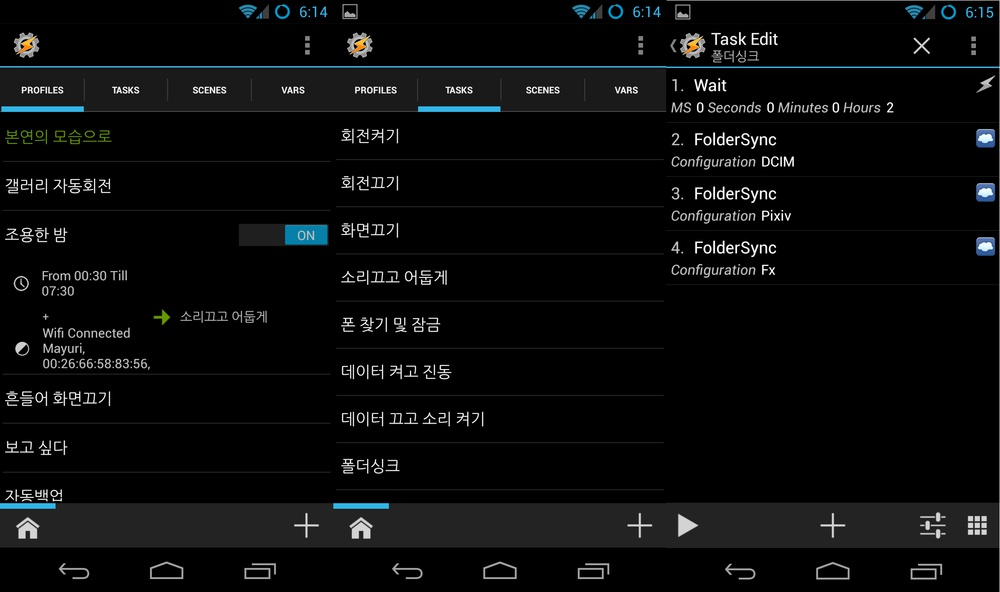 6:14
PROFILES TASKS SCENES VARS
본연의 모습으로
갤러리 자동회전
조용한 밤
ON
From 00:30 Till
07:30
+
Wifi Connected
Mayuri,
00:26:66:58:83:56,
소리끄고 어둡게
흔들어 화면끄기
보고 싶다
자동백업
6:14
PROFILES TASKS SCENES VARS
회전켜기
회전끄기
화면끄기
소리끄고 어둡게
폰 찾기 및 잠금
데이터 켜고 진동
데이터 끄고 소리 켜기
폴더싱크
6:15
Task Edit
폴더싱크
1. Wait
MS 0 Seconds 0 Minutes 0 Hours 2
2. FolderSync
Configuration DCIM
3. FolderSync
Configuration Pixiv
4. FolderSync
Configuration Fx